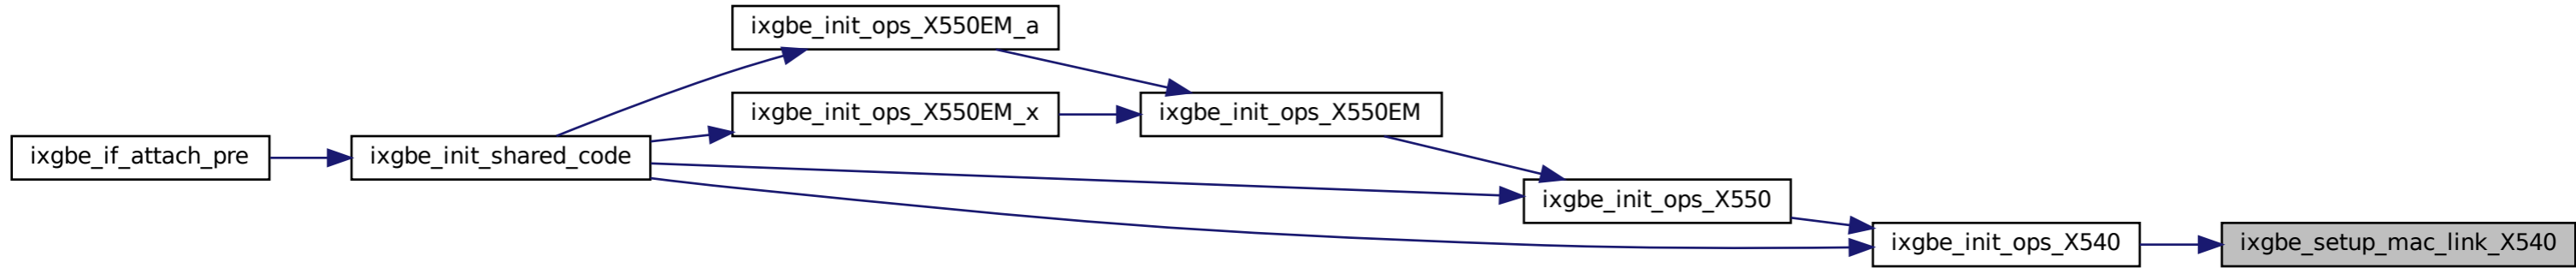 ixgbe_init_ops_X550EM_a
ixgbe_init_ops_X550EM_x
ixgbe_init_ops_X550EM
ixgbe_if_attach_pre
ixgbe_init_shared_code
ixgbe_init_ops_X550
ixgbe_init_ops_X540
ixgbe_setup_mac_link_X540